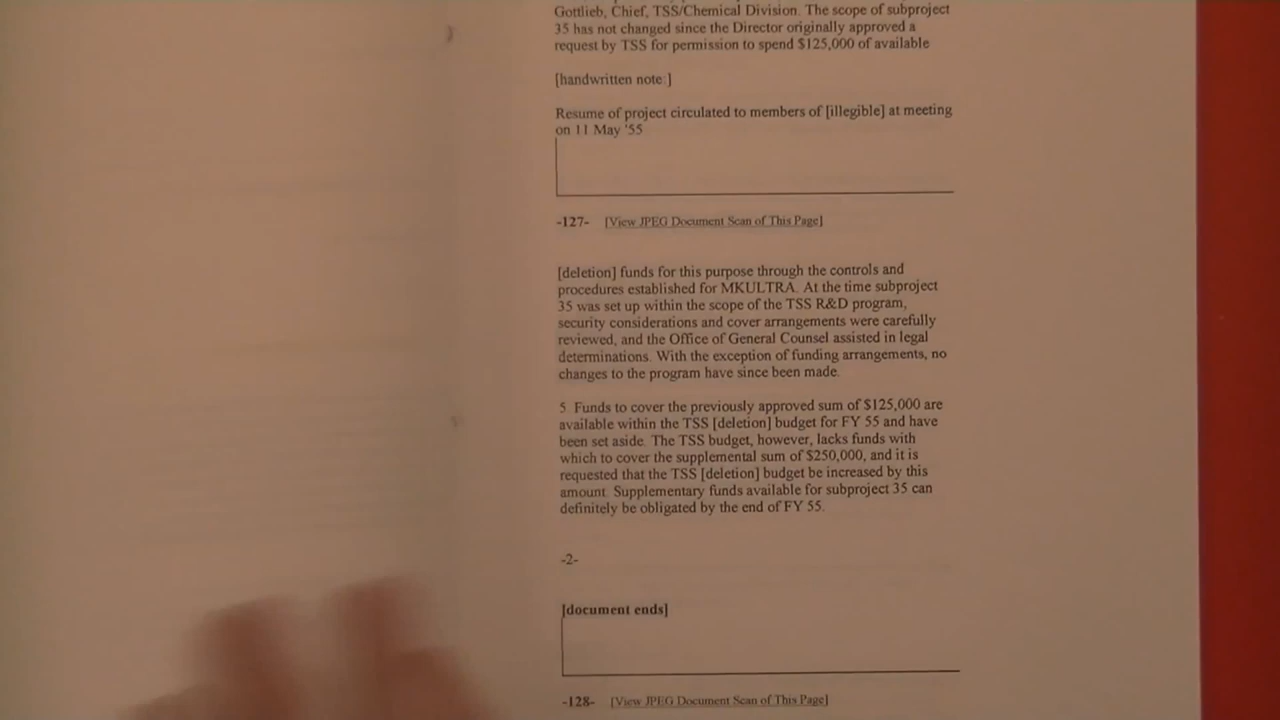 Gottlieb, Chief, TSS/Chemical Division. The scope of subproject
35 has not changed since the Director originally approved a
request by TSS for permission to spend $125,000 of available
[handwritten note:]
Resume of project circulated to members of [illegible] at meeting
on 11 May '55
-127- [View JPEG Document Scan of This Page]
[deletion] funds for this purpose through the controls and
procedures established for MKULTRA. At the time subproject
35 was set up within the scope of the TSS R&D program,
security considerations and cover arrangements were carefully
reviewed, and the Office of General Counsel assisted in legal
determinations. With the exception of funding arrangements, no
changes to the program have since been made.
5. Funds to cover the previously approved sum of $125,000 are
available within the TSS [deletion] budget for FY 55 and have
been set aside. The TSS budget, however, lacks funds with
which to cover the supplemental sum of $250,000, and it is
requested that the TSS [deletion] budget be increased by this
amount. Supplementary funds available for subproject 35 can
definitely be obligated by the end of FY 55.
-2-
[document ends]
-128- [View JPEG Document Scan of This Page]